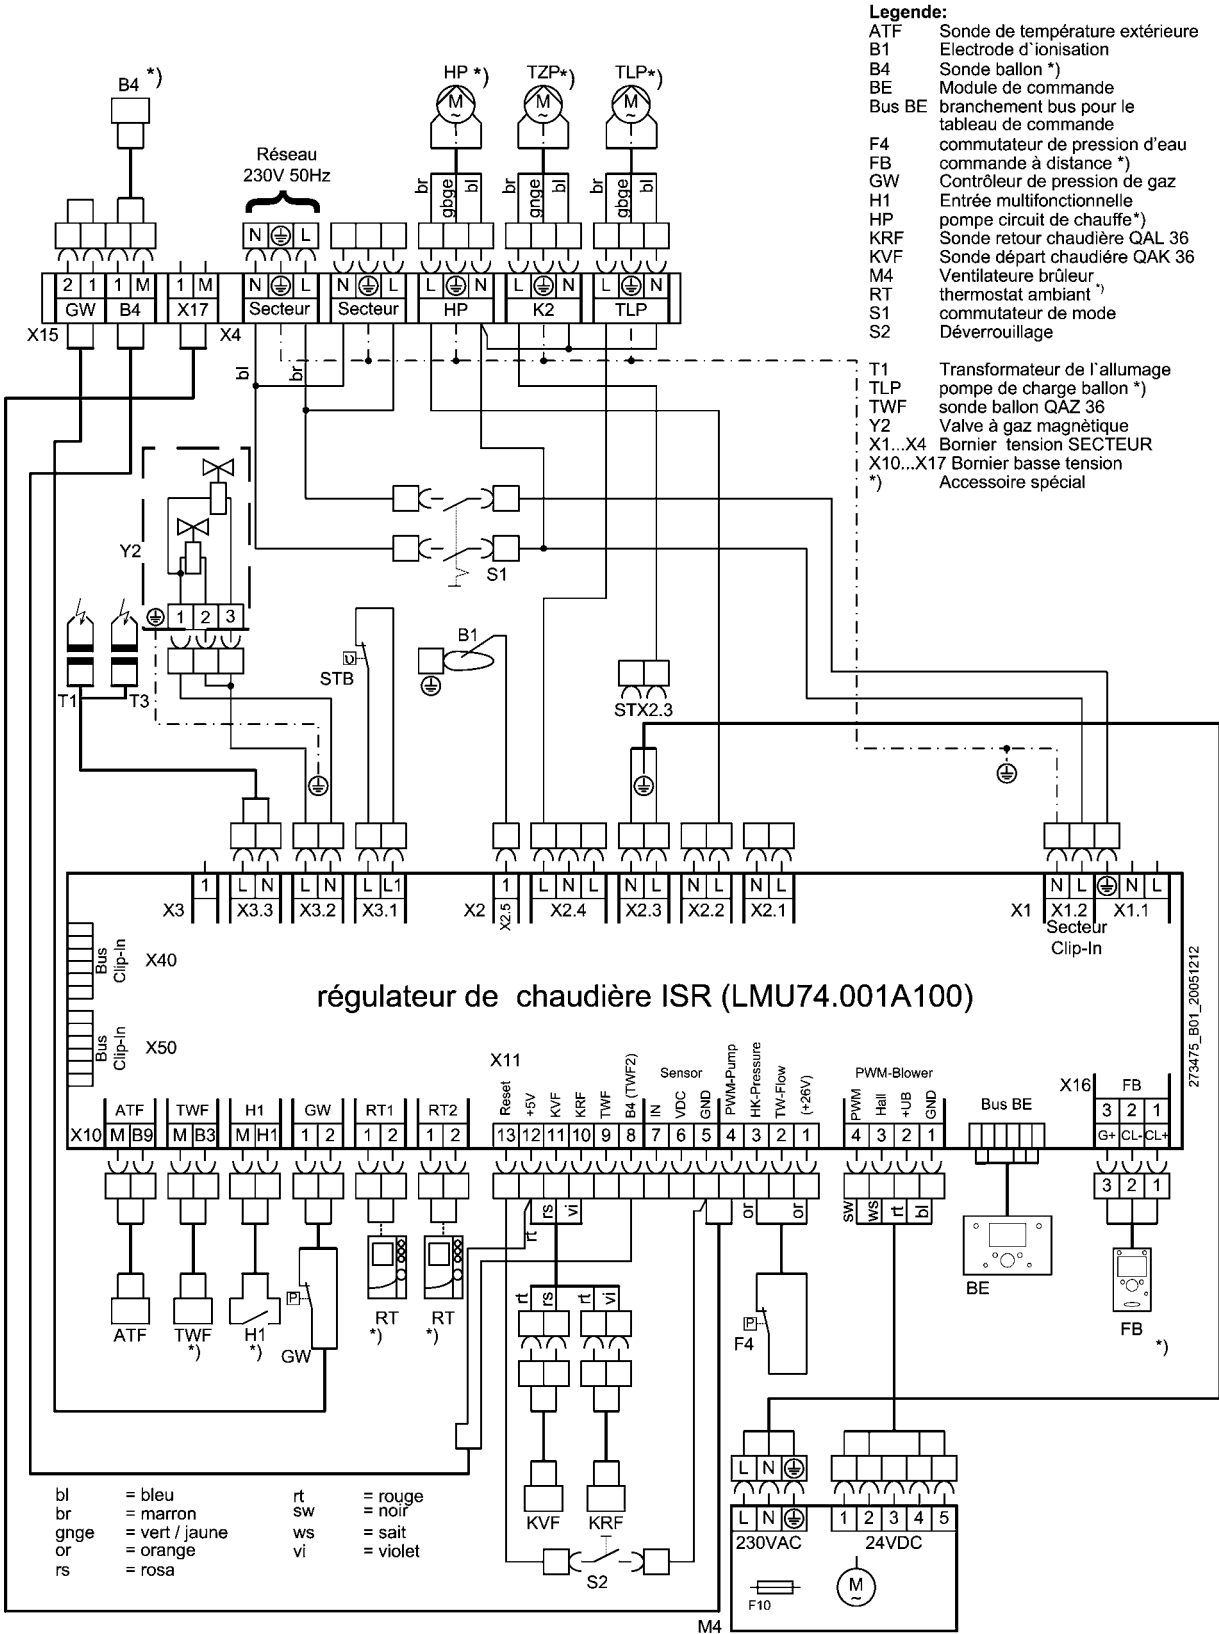 Legende:
ATF Sonde de température extérieure
B1 Electrode d`ionisation
B4 Sonde ballon *)
BE Module de commande
Bus BE branchement bus pour le
tableau de commande
F4 commutateur de pression d'eau
FB commande à distance *)
GW Contrôleur de pression de gaz
H1 Entrée multifonctionnelle
HP pompe circuit de chauffe*)
KRF Sonde retour chaudière QAL 36
KVF Sonde départ chaudiére QAK 36
M4 Ventilateure brûleur
RT thermostat ambiant *)
S1 commutateur de mode
S2 Déverrouillage
T1 Transformateur de l`allumage
TLP pompe de charge ballon *)
TWF sonde ballon QAZ 36
Y2 Valve à gaz magnètique
X1...X4 Bornier tension SECTEUR
X10...X17 Bornier basse tension
*) Accessoire spécial
B4 *)
HP *) TZP*) TLP*)
M ~ M ~ M ~
Réseau
230V 50Hz
br gbge bl br gnge bl br gbge bl
N L
2 1 1 M 1 M N L N L L N L N L N
GW B4 X17 Secteur Secteur HP K2 TLP
X15 X4
bl br
Y2
1 2 3
S1
T1 T3
STB
B1
STX2.3
1 L N L N L L1 1 L N L N L N L N L N L N L
X3 X3.3 X3.2 X3.1 X2 X2.5 X2.4 X2.3 X2.2 X2.1 X1 X1.2 X1.1
Secteur
Clip-In
Bus
Clip-In
X40
régulateur de chaudière ISR (LMU74.001A100)
Bus
Clip-In
X50
273475_B01_20051212
X11 Sensor PWM-Blower X16 FB
Reset +5V KVF KRF TWF B4 (TWF2) IN VDC GND PWM-Pump HK-Pressure TW-Flow (+26V) PWM Hall +UB GND
Bus BE
ATF TWF H1 GW RT1 RT2
X10 M B9 M B3 M H1 1 2 1 2 1 2 13 12 11 10 9 8 7 6 5 4 3 2 1 4 3 2 1
3 2 1
G+ CL- CL+
3 2 1
rt rs vi or or sw ws rt bl
rt rs rt vi
P
P
ATF TWF *) H1 *) GW RT *) RT *)
F4
BE
FB *)
KVF KRF
S2
L N
L N 1 2 3 4 5
230VAC 24VDC
F10
M ~
M4
bl = bleu
br = marron
gnge = vert / jaune
or = orange
rs = rosa
rt = rouge
sw = noir
ws = sait
vi = violet